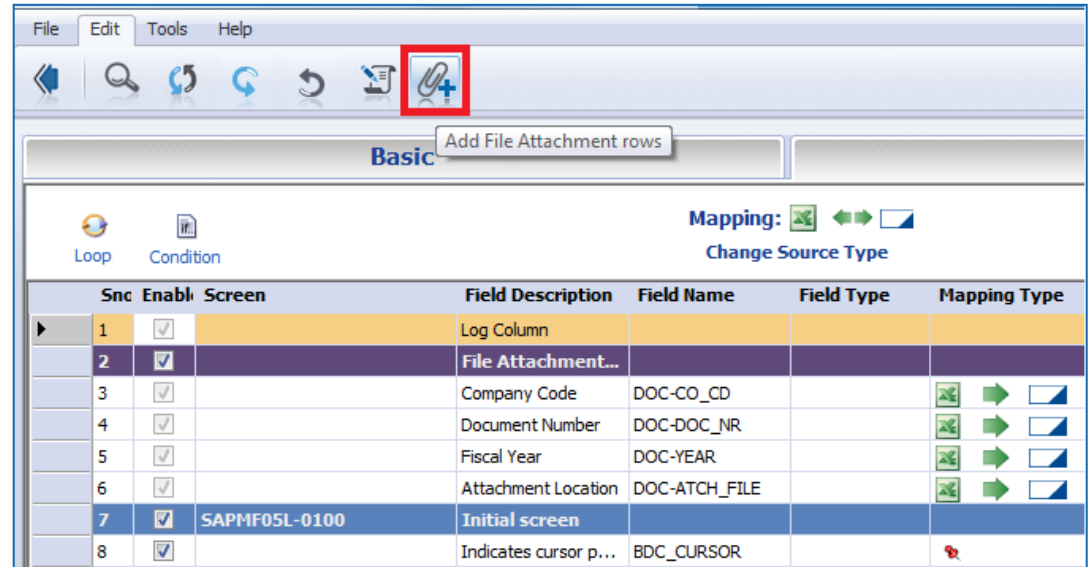 File Edit Tools Help
Add File Attachment rows
Basic
Mapping:
Loop Condition
Change Source Type
Sno Enabl Screen Field Description Field Name Field Type Mapping Type
1 Log Column
2 File Attachment...
3 Company Code DOC-CO_CD
4 Document Number DOC-DOC_NR
5 Fiscal Year DOC-YEAR
6 Attachment Location DOC-ATCH_FILE
7 SAPMF05L-0100 Initial screen
8 Indicates cursor p... BDC_CURSOR